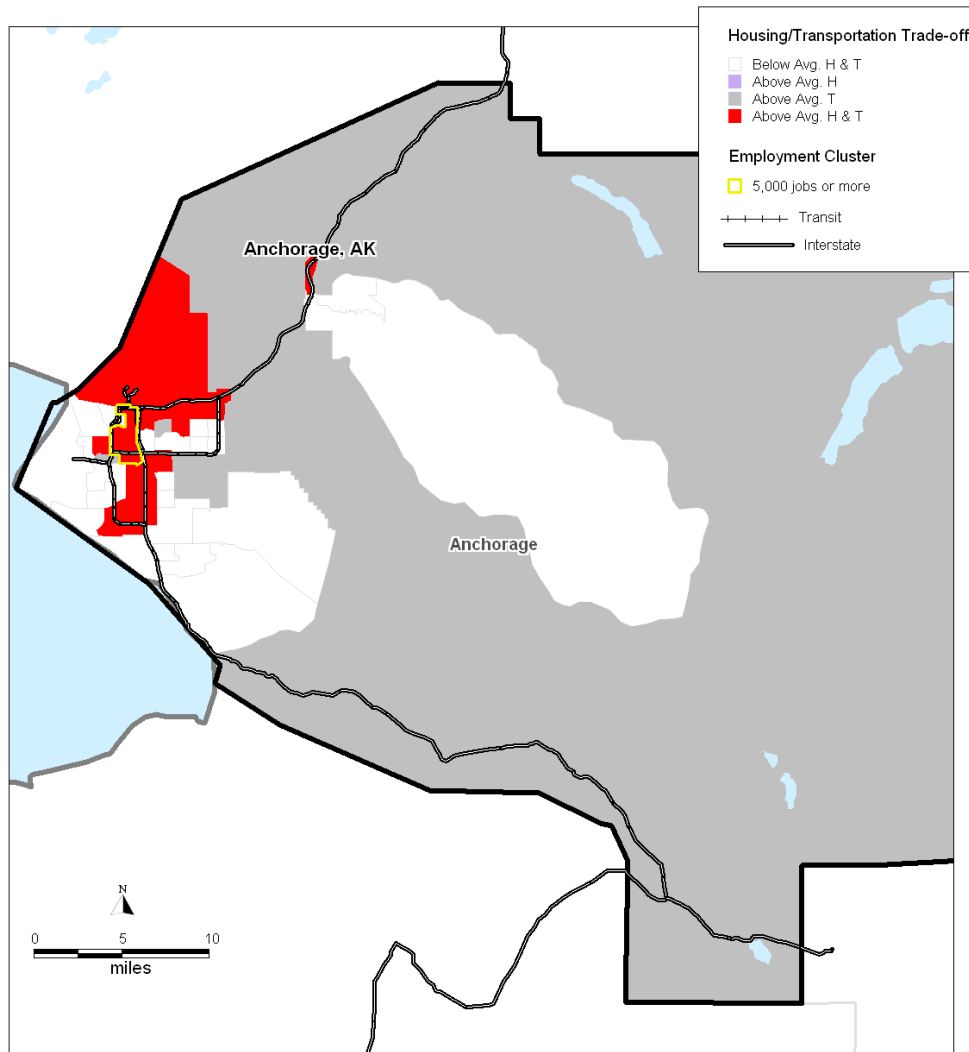 Housing/Transportation Trade-off
Below Avg. H & T
Above Avg. H
Above Avg. T
Above Avg. H & T
Employment Cluster
5,000 jobs or more
Transit
Interstate
Anchorage, AK
Anchorage
N
0 5 10
miles